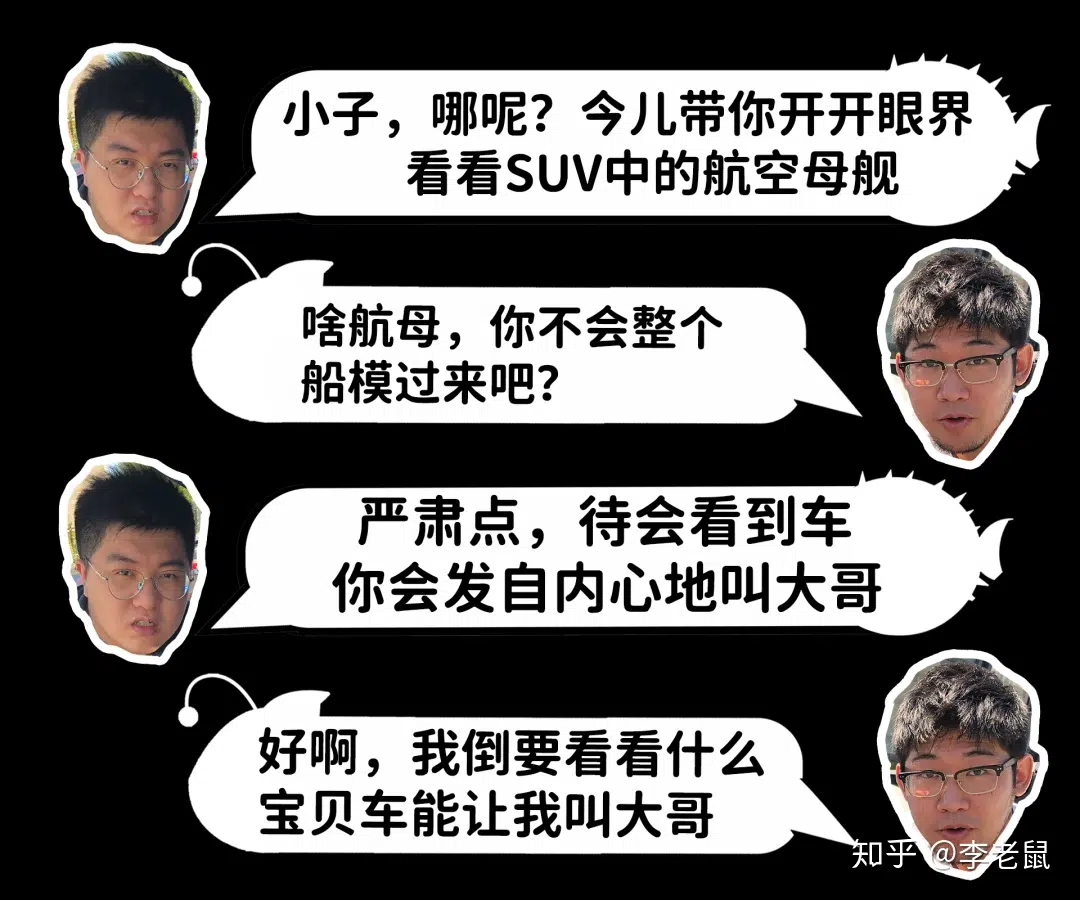 小子，哪呢？今儿带你开开眼界
看看SUV中的航空母舰
啥航母，你不会整个
船模过来吧？
严肃点，待会看到车
你会发自内心地叫大哥
好啊，我倒要看看什么
宝贝车能让我叫大哥
知乎 @李老鼠